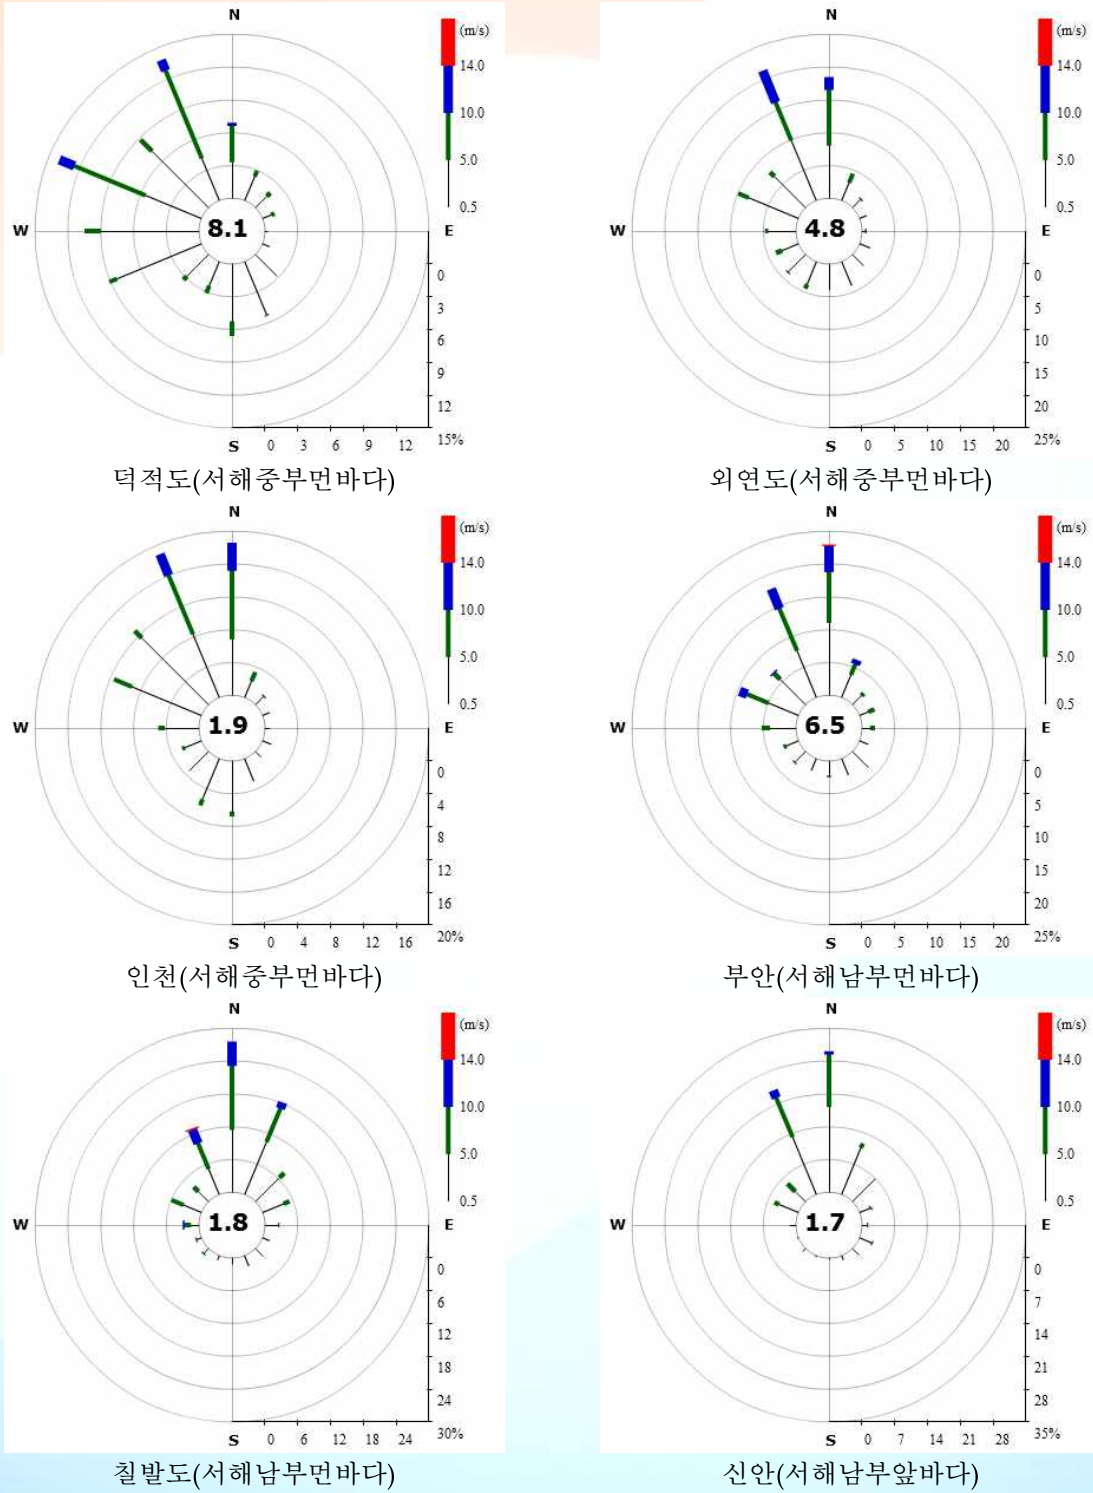 N
(m/s)
14.0
10.0
5.0
0.5
W
8.1
E
0
3
6
9
12
15%
S 0 3 6 9 12
덕적도(서해중부먼바다)
N
(m/s)
14.0
10.0
5.0
0.5
W
4.8
E
0
5
10
15
20
25%
S 0 5 10 15 20
외연도(서해중부먼바다)
N
(m/s)
14.0
10.0
5.0
0.5
W
1.9
E
0
4
8
12
16
20%
S 0 4 8 12 16
인천(서해중부먼바다)
N
(m/s)
14.0
10.0
5.0
0.5
W
6.5
E
0
5
10
15
20
25%
S 0 5 10 15 20
부안(서해남부먼바다)
N
(m/s)
14.0
10.0
5.0
0.5
W
1.8
E
0
6
12
18
24
30%
S 0 6 12 18 24
칠발도(서해남부먼바다)
N
(m/s)
14.0
10.0
5.0
0.5
W
1.7
E
0
7
14
21
28
35%
S 0 7 14 21 28
신안(서해남부앞바다)